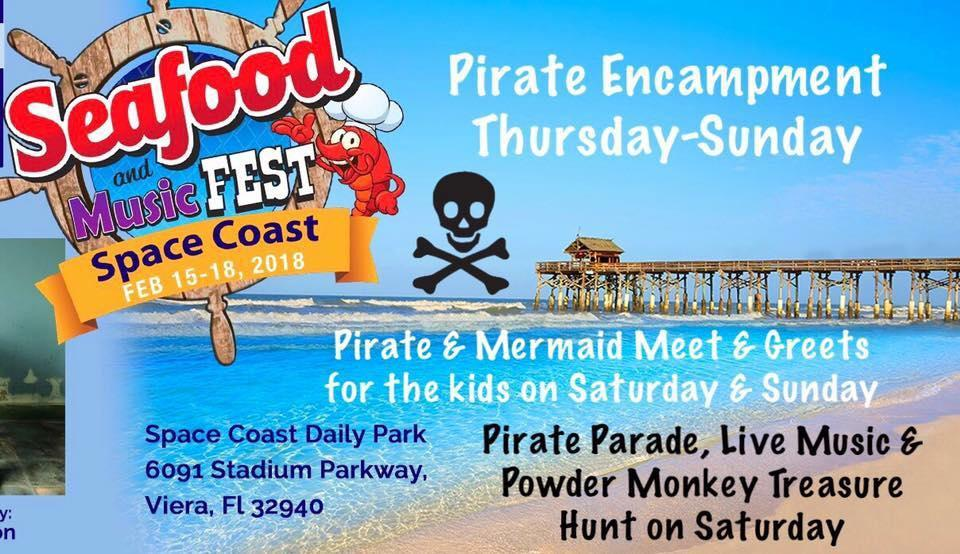 Seafood
and
Music FEST
Space Coast
FEB 15-18, 2018
Pirate Encampment
Thursday-Sunday
Pirate & Mermaid Meet & Greets
for the kids on Saturday & Sunday
Space Coast Daily Park
6091 Stadium Parkway,
Viera, Fl 32940
Pirate Parade, Live Music &
Powder Monkey Treasure
Hunt on Saturday